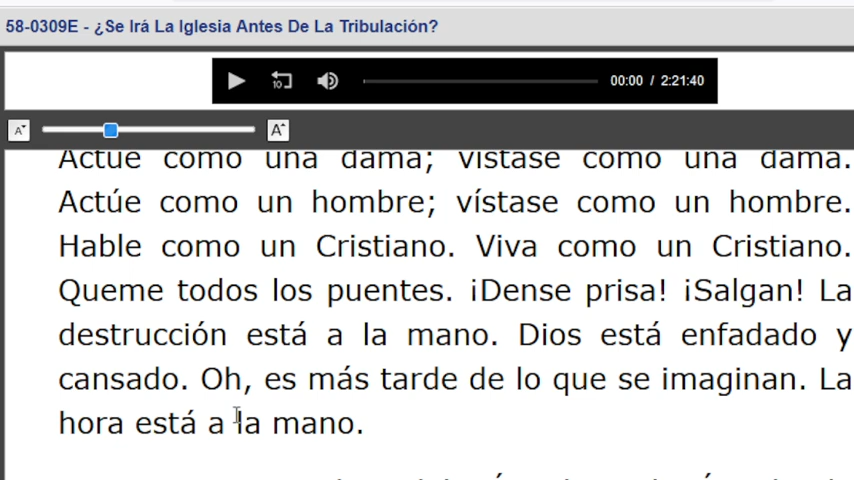 58-0309E - ¿Se Irá La Iglesia Antes De La Tribulación?
10 00:00 / 2:21:40
A A
Actúe como una dama; vístase como una dama.
Actúe como un hombre; vístase como un hombre.
Hable como un Cristiano. Viva como un Cristiano.
Queme todos los puentes. ¡Dense prisa! ¡Salgan! La
destrucción está a la mano. Dios está enfadado y
cansado. Oh, es más tarde de lo que se imaginan. La
hora está a la mano.